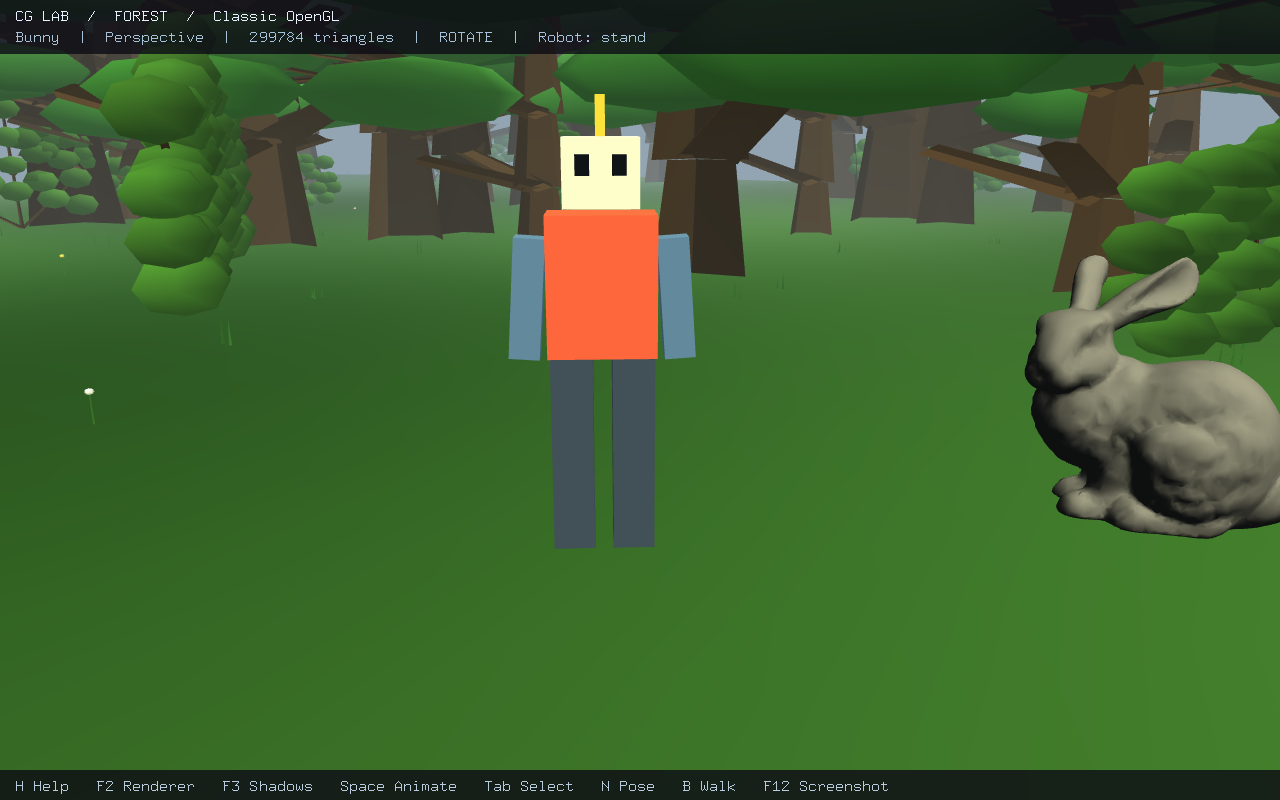 CG LAB  /  FOREST  /  Classic OpenGL
Bunny  |  Perspective  |  299784 triangles  |  ROTATE  |  Robot: stand
H Help   F2 Renderer   F3 Shadows   Space Animate   Tab Select   N Pose   B Walk   F12 Screenshot